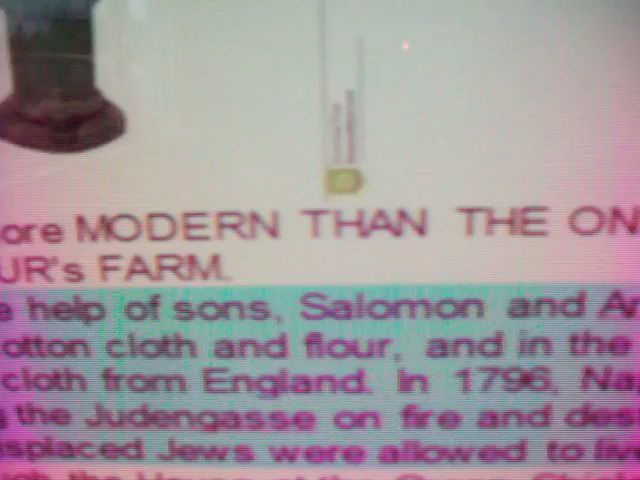 ore MODERN THAN THE ON
UR's FARM.
e help of sons, Salomon and A
otton cloth and flour, and in the
cloth from England. In 1796, Na
the Judengasse on fire and des
isplaced Jews were allowed to live